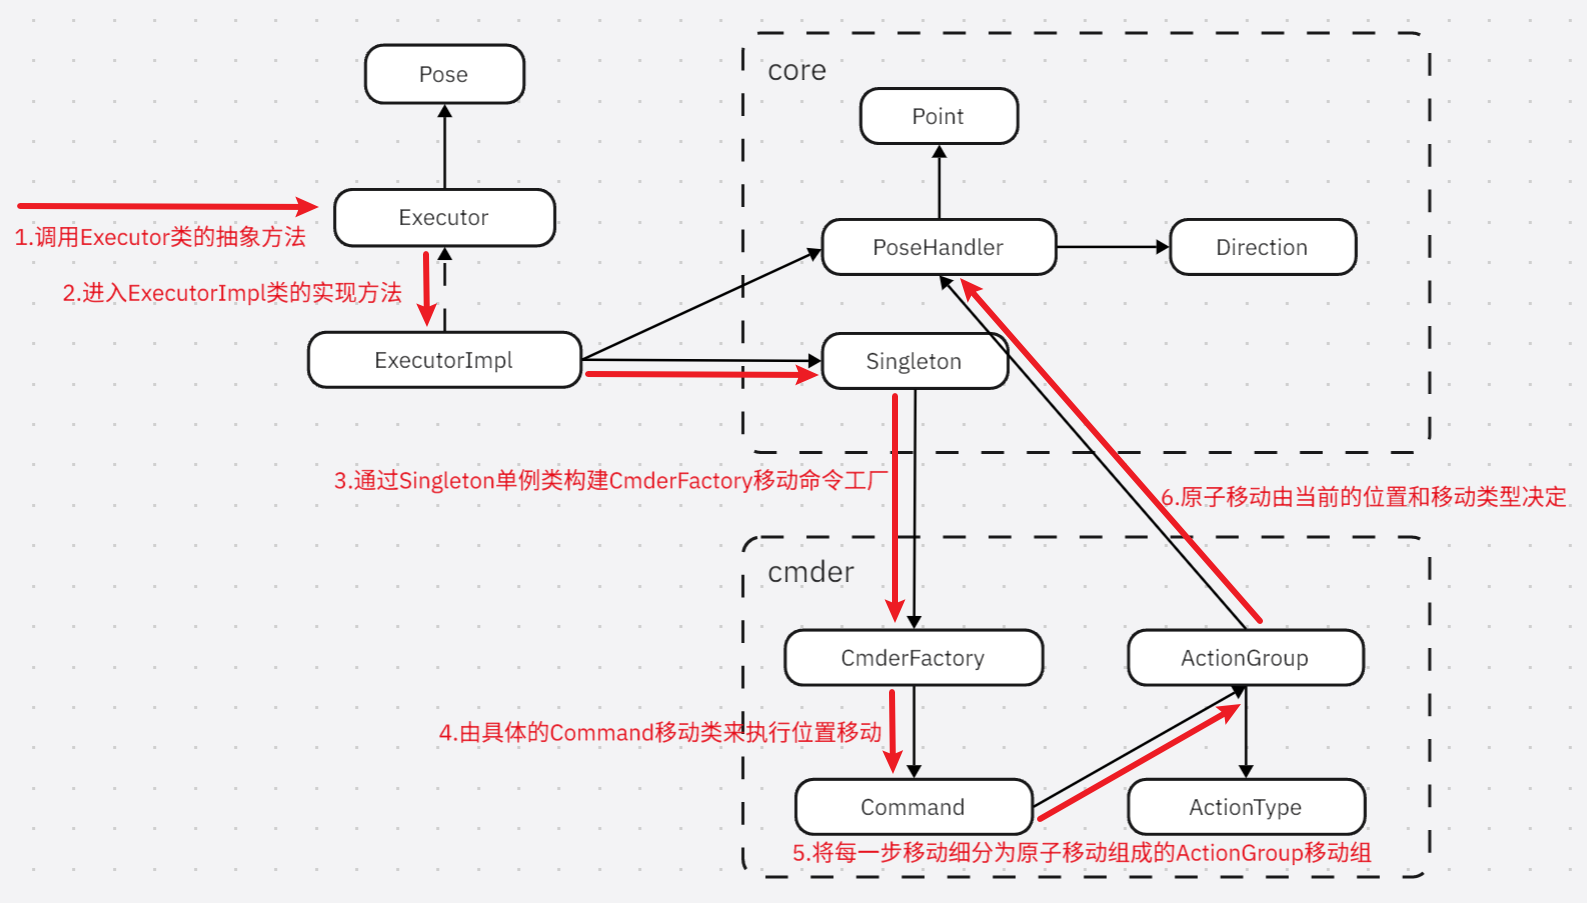 core
Pose
Point
Executor
1.调用Executor类的抽象方法
PoseHandler
Direction
2.进入ExecutorImpl类的实现方法
ExecutorImpl
Singleton
3.通过Singleton单例类构建CmderFactory移动命令工厂
6.原子移动由当前的位置和移动类型决定
cmder
CmderFactory
ActionGroup
4.由具体的Command移动类来执行位置移动
Command
ActionType
5.将每一步移动细分为原子移动组成的ActionGroup移动组